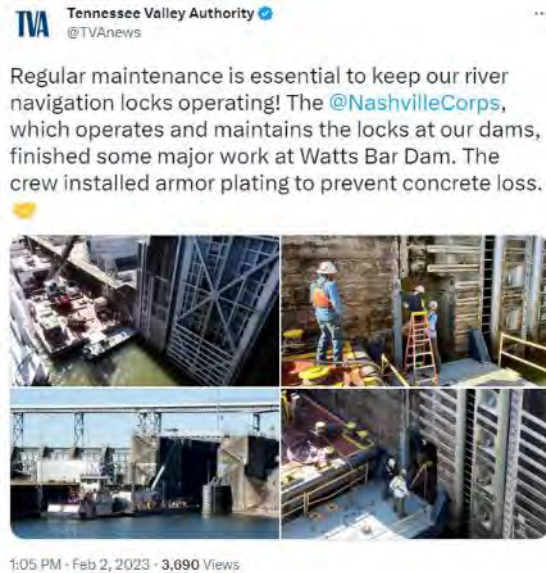 TVA
Tennessee Valley Authority
@TVAnews
Regular maintenance is essential to keep our river
navigation locks operating! The @NashvilleCorps,
which operates and maintains the locks at our dams,
finished some major work at Watts Bar Dam. The
crew installed armor plating to prevent concrete loss.
1:05 PM · Feb 2, 2023 · 3,690 Views